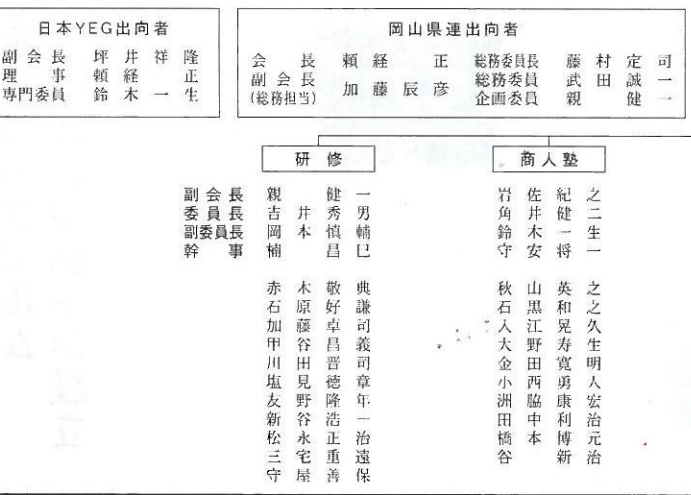 日本YEG出向者
副会長 坪井祥隆
理事 頼経正
専門委員 鈴木一生
岡山県連出向者
会長 頼経正 総務委員長 藤村定司
副会長(総務担当) 加藤辰彦 総務委員 武田誠一
企画委員 親健一
研修
副会長 親健一
委員長 吉井秀男
副委員長 岡本慎輔
幹事 楠昌巳
赤木敬典
石原好謙
加藤卓司
甲谷昌義
川田晋司
塩見徳章
友野隆年
新谷浩一
松永正治
三宅重遠
守屋善保
商人塾
岩佐紀之
角井健二
鈴木一生
守安将一
秋山英之
石黒和之
入江晃久
大野寿生
金田寛明
小西勇人
洲脇康宏
田中利治
橋本博元
谷新治